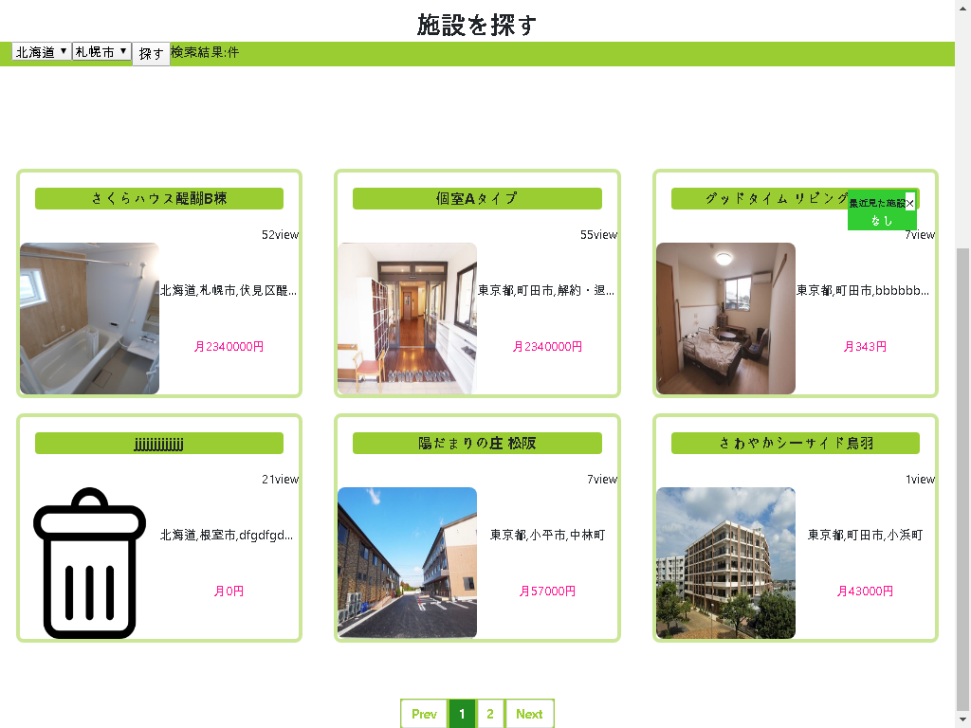 施設を探す
北海道 札幌市 探す 検索結果:件
さくらハウス醍醐B棟
52view
北海道,札幌市,伏見区醍...
月2340000円
個室Aタイプ
55view
東京都,町田市,解約・退...
月2340000円
グッドタイム リビング
最近見た施設×
なし
7view
東京都,町田市,bbbbbb...
月343円
jjjjjjjjjjjjj
21view
北海道,根室市,dfgdfgd...
月0円
陽だまりの庄 松阪
7view
東京都,小平市,中林町
月57000円
さわやかシーサイド鳥羽
1view
東京都,町田市,小浜町
月43000円
Prev 1 2 Next